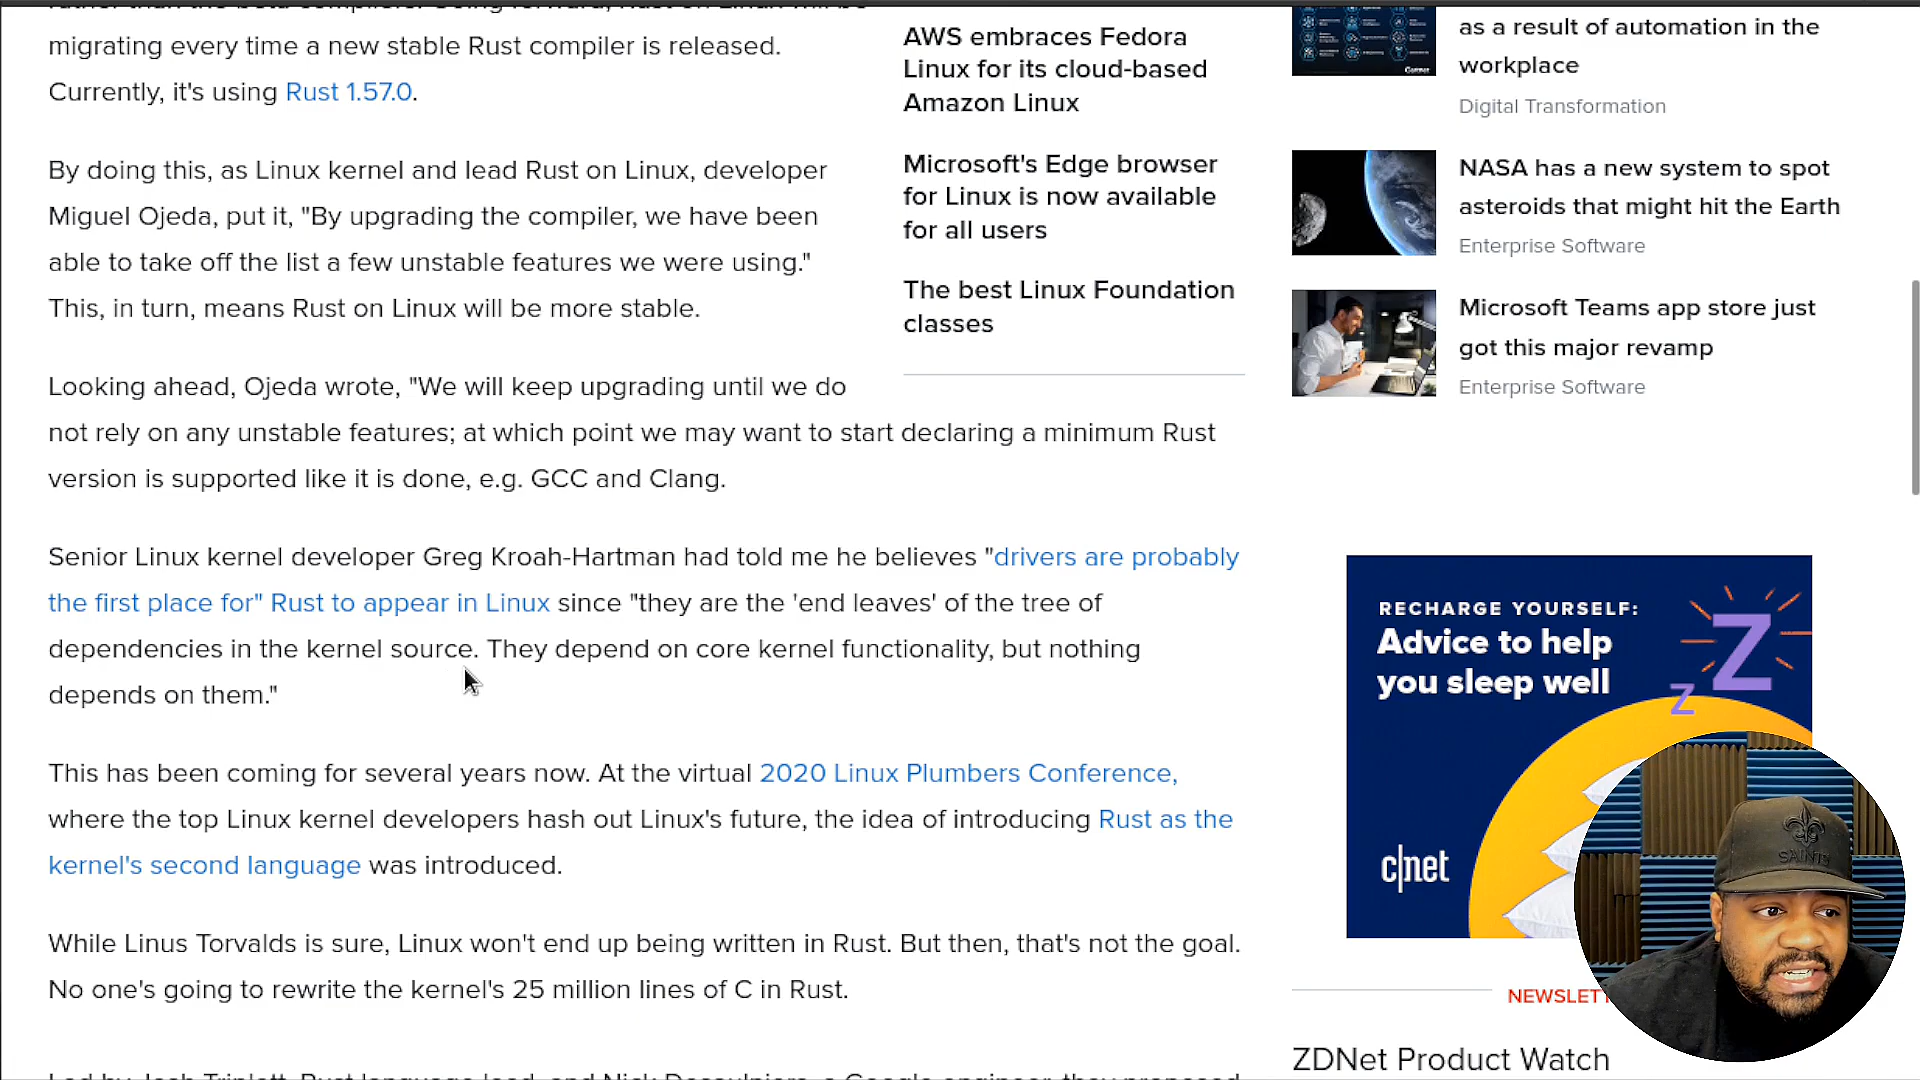 migrating every time a new stable Rust compiler is released.
Currently, it's using Rust 1.57.0.
By doing this, as Linux kernel and lead Rust on Linux, developer
Miguel Ojeda, put it, "By upgrading the compiler, we have been
able to take off the list a few unstable features we were using."
This, in turn, means Rust on Linux will be more stable.
Looking ahead, Ojeda wrote, "We will keep upgrading until we do
not rely on any unstable features; at which point we may want to start declaring a minimum Rust
version is supported like it is done, e.g. GCC and Clang.
Senior Linux kernel developer Greg Kroah-Hartman had told me he believes "drivers are probably
the first place for" Rust to appear in Linux since "they are the 'end leaves' of the tree of
dependencies in the kernel source. They depend on core kernel functionality, but nothing
depends on them."
This has been coming for several years now. At the virtual 2020 Linux Plumbers Conference,
where the top Linux kernel developers hash out Linux's future, the idea of introducing Rust as the
kernel's second language was introduced.
While Linus Torvalds is sure, Linux won't end up being written in Rust. But then, that's not the goal.
No one's going to rewrite the kernel's 25 million lines of C in Rust.
AWS embraces Fedora
Linux for its cloud-based
Amazon Linux
Microsoft's Edge browser
for Linux is now available
for all users
The best Linux Foundation
classes
Gartner
as a result of automation in the
workplace
Digital Transformation
NASA has a new system to spot
asteroids that might hit the Earth
Enterprise Software
Microsoft Teams app store just
got this major revamp
Enterprise Software
RECHARGE YOURSELF:
Advice to help
you sleep well
Z
Z
c|net
SAINTS
ZDNet Product Watch